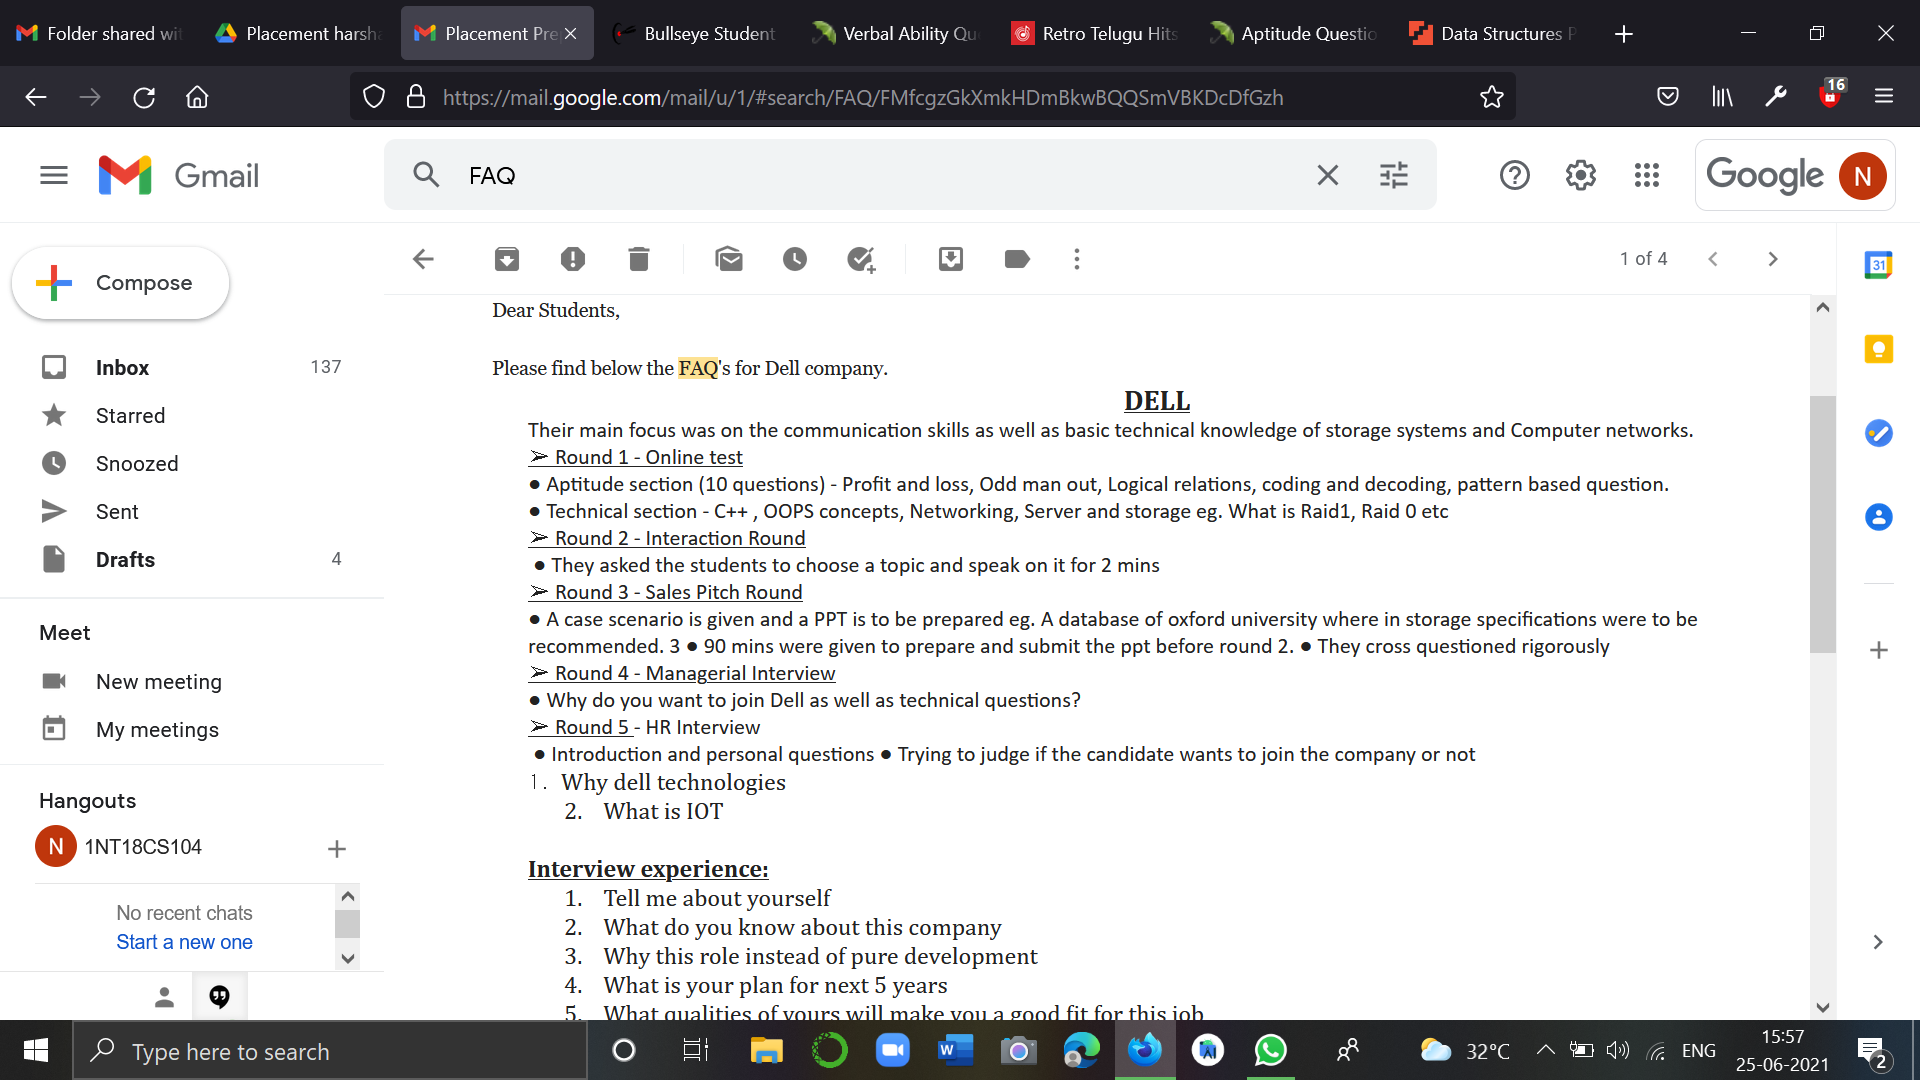 Folder shared wit
Placement harsha
Placement Pre
Bullseye Student
Verbal Ability Qu
Retro Telugu Hits
Aptitude Questio
Data Structures P
https://mail.google.com/mail/u/1/#search/FAQ/FMfcgzGkXmkHDmBkwBQQSmVBKDcDfGzh
16
Gmail
FAQ
Google
N
Compose
1 of 4
31
Inbox 137
Starred
Snoozed
Sent
Drafts 4
Meet
New meeting
My meetings
Hangouts
N 1NT18CS104
No recent chats
Start a new one
Dear Students,
Please find below the FAQ's for Dell company.
DELL
Their main focus was on the communication skills as well as basic technical knowledge of storage systems and Computer networks.
➢ Round 1 - Online test
● Aptitude section (10 questions) - Profit and loss, Odd man out, Logical relations, coding and decoding, pattern based question.
● Technical section - C++ , OOPS concepts, Networking, Server and storage eg. What is Raid1, Raid 0 etc
➢ Round 2 - Interaction Round
● They asked the students to choose a topic and speak on it for 2 mins
➢ Round 3 - Sales Pitch Round
● A case scenario is given and a PPT is to be prepared eg. A database of oxford university where in storage specifications were to be
recommended. 3 ● 90 mins were given to prepare and submit the ppt before round 2. ● They cross questioned rigorously
➢ Round 4 - Managerial Interview
● Why do you want to join Dell as well as technical questions?
➢ Round 5 - HR Interview
● Introduction and personal questions ● Trying to judge if the candidate wants to join the company or not
1. Why dell technologies
2. What is IOT
Interview experience:
1. Tell me about yourself
2. What do you know about this company
3. Why this role instead of pure development
4. What is your plan for next 5 years
5. What qualities of yours will make you a good fit for this job
Type here to search
W
32°C
ENG
15:57
25-06-2021
2